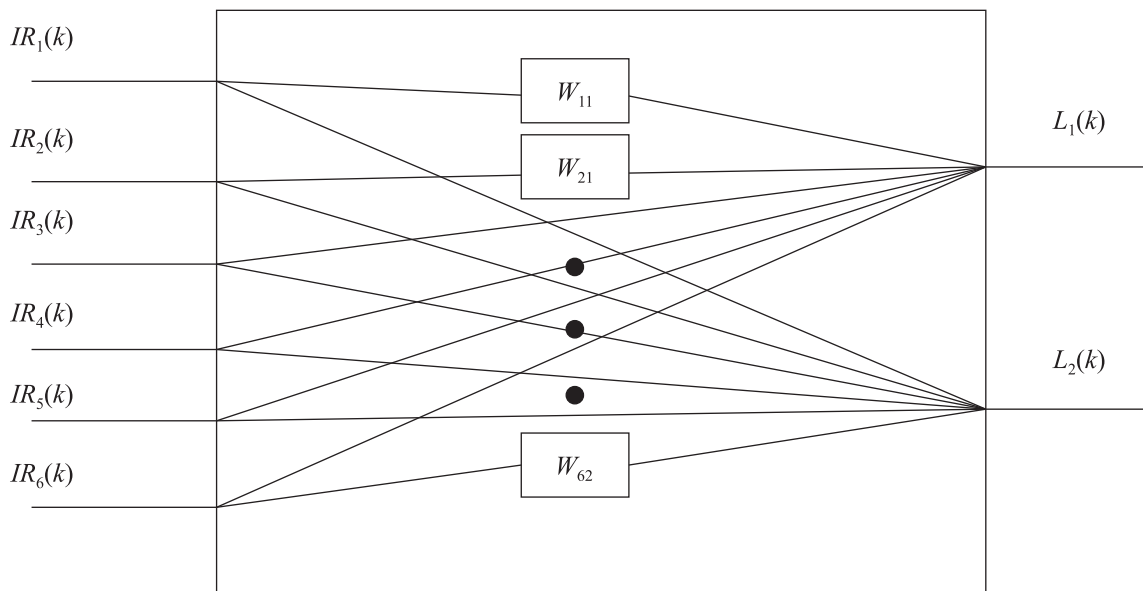 IR₁(k)
W₁₁
L₁(k)
IR₂(k)
W₂₁
IR₃(k)
IR₄(k)
L₂(k)
IR₅(k)
IR₆(k)
W₆₂